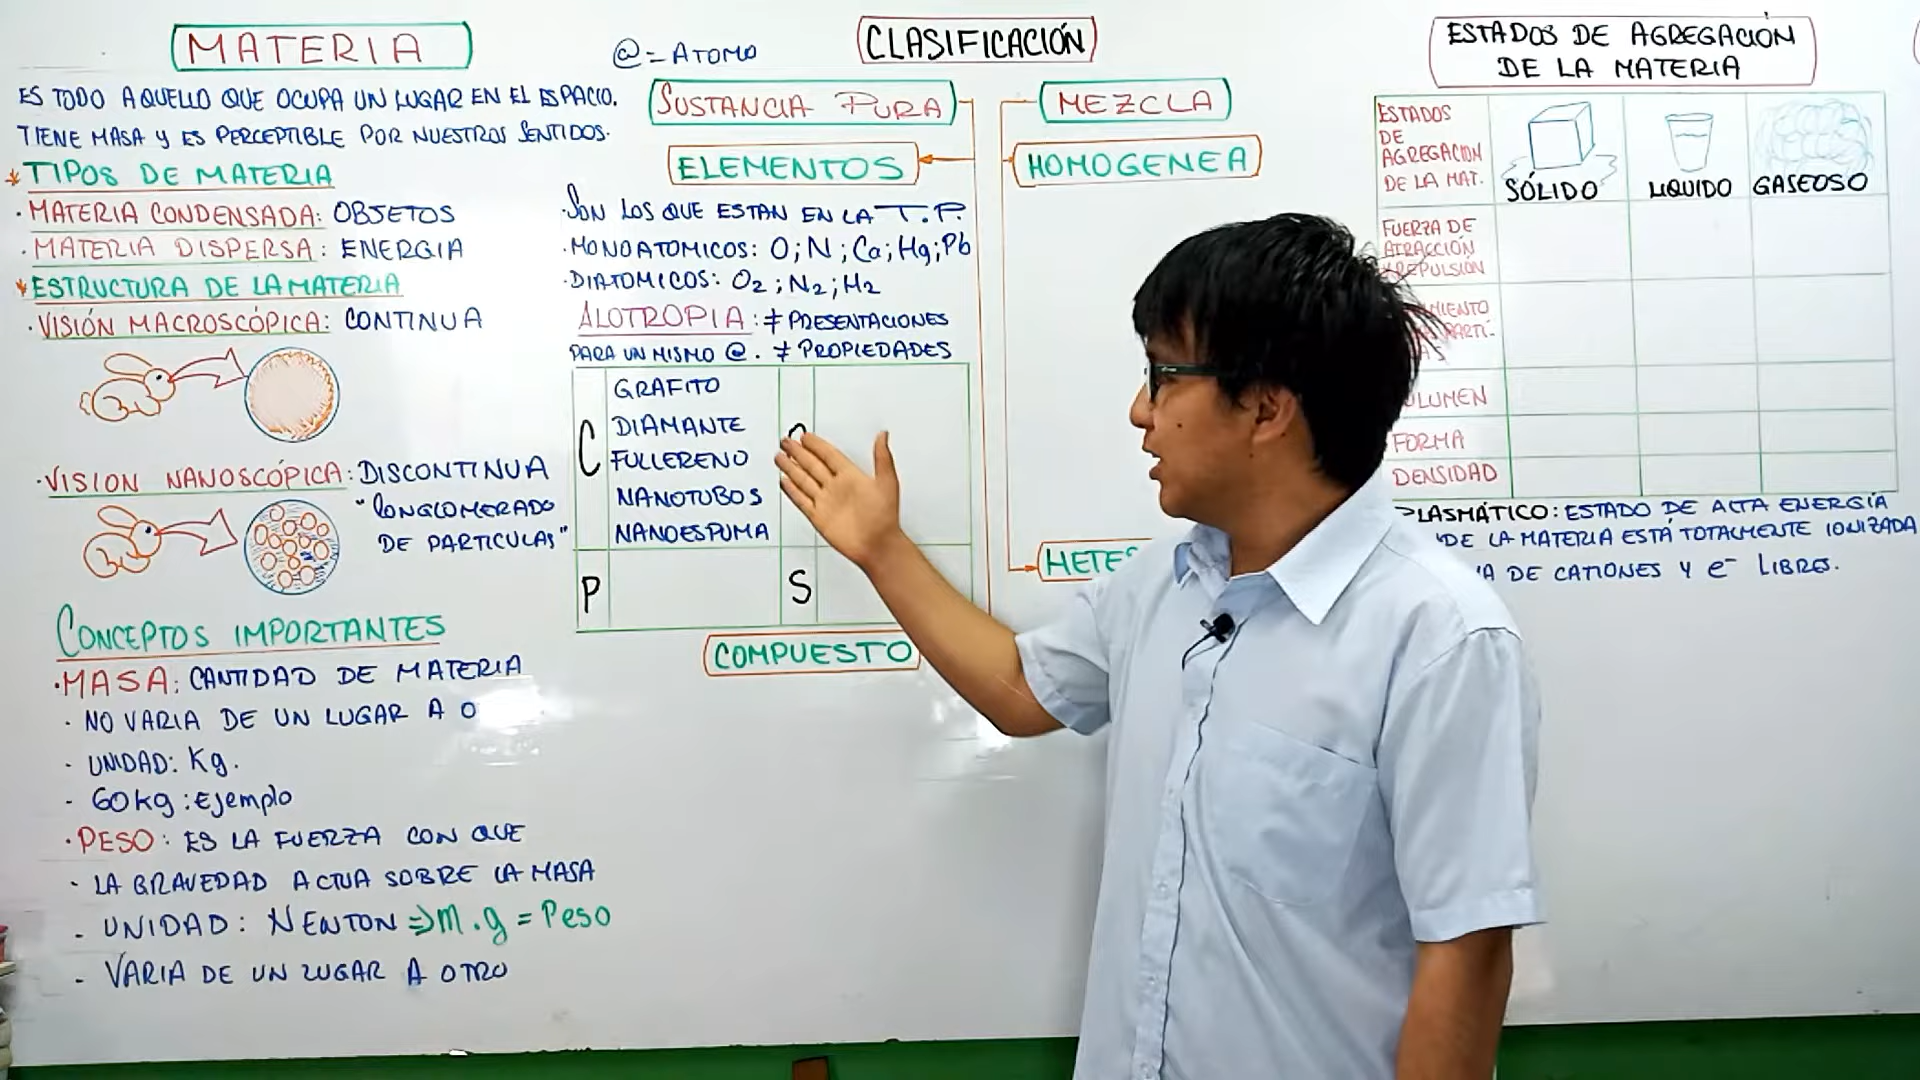 MATERIA
ES TODO AQUELLO QUE OCUPA UN LUGAR EN EL ESPACIO.
TIENE MASA Y ES PERCEPTIBLE POR NUESTROS SENTIDOS.
* TIPOS DE MATERIA
· MATERIA CONDENSADA: OBJETOS
· MATERIA DISPERSA: ENERGIA
* ESTRUCTURA DE LA MATERIA
· VISIÓN MACROSCÓPICA: CONTINUA
· VISION NANOSCÓPICA: DISCONTINUA
"CONGLOMERADO
DE PARTICULAS"
CONCEPTOS IMPORTANTES
· MASA: CANTIDAD DE MATERIA
- NO VARIA DE UN LUGAR A O
- UNIDAD: Kg.
- 60kg: Ejemplo
· PESO: ES LA FUERZA CON QUE
- LA GRAVEDAD ACTUA SOBRE LA MASA
- UNIDAD: NEWTON ⇒ m.g = Peso
- VARIA DE UN LUGAR A OTRO
@ = ATOMO
CLASIFICACIÓN
SUSTANCIA PURA
ELEMENTOS
· SON LOS QUE ESTAN EN LA T.P.
· MONOATOMICOS: O; N; Ca; Hg; Pb
· DIATOMICOS: O2; N2; H2
ALOTROPIA: ≠ PRESENTACIONES
PARA UN MISMO @. ≠ PROPIEDADES
C
GRAFITO
DIAMANTE
FULLERENO
NANOTUBOS
NANOESPUMA
P
S
COMPUESTO
MEZCLA
HOMOGENEA
HETE
ESTADOS DE AGREGACIÓN
DE LA MATERIA
ESTADOS
DE
AGREGACION
DE LA MAT.
SÓLIDO
LIQUIDO
GASEOSO
FUERZA DE
ATRACCIÓN
REPULSION
MIENTO
PARTÍ-
AS
OLUMEN
FORMA
DENSIDAD
PLASMÁTICO: ESTADO DE ALTA ENERGÍA
DE LA MATERIA ESTÁ TOTALMENTE IONIZADA
A DE CATIONES Y e⁻ LIBRES.